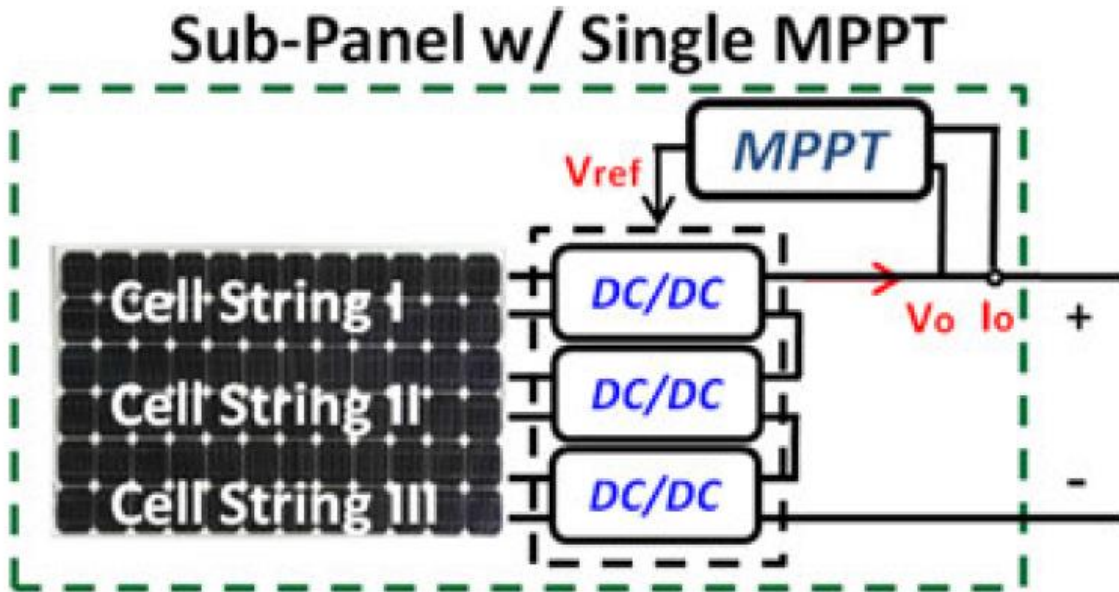 Sub-Panel w/ Single MPPT
MPPT
Vref
Cell String I
DC/DC
Vo Io +
Cell String II
DC/DC
Cell String III
DC/DC
-